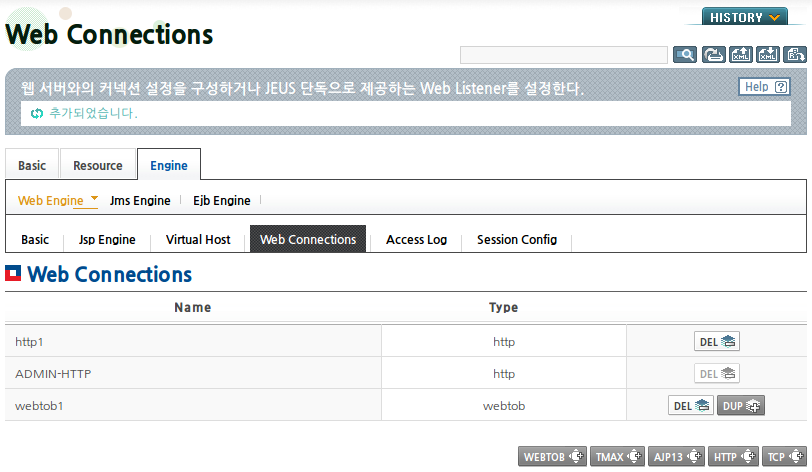 HISTORY
Web Connections
웹 서버와의 커넥션 설정을 구성하거나 JEUS 단독으로 제공하는 Web Listener를 설정한다.
Help ?
추가되었습니다.
Basic Resource Engine
Web Engine Jms Engine Ejb Engine
Basic Jsp Engine Virtual Host Web Connections Access Log Session Config
Web Connections
Name Type
http1 http DEL
ADMIN-HTTP http DEL
webtob1 webtob DEL DUP
WEBTOB TMAX AJP13 HTTP TCP